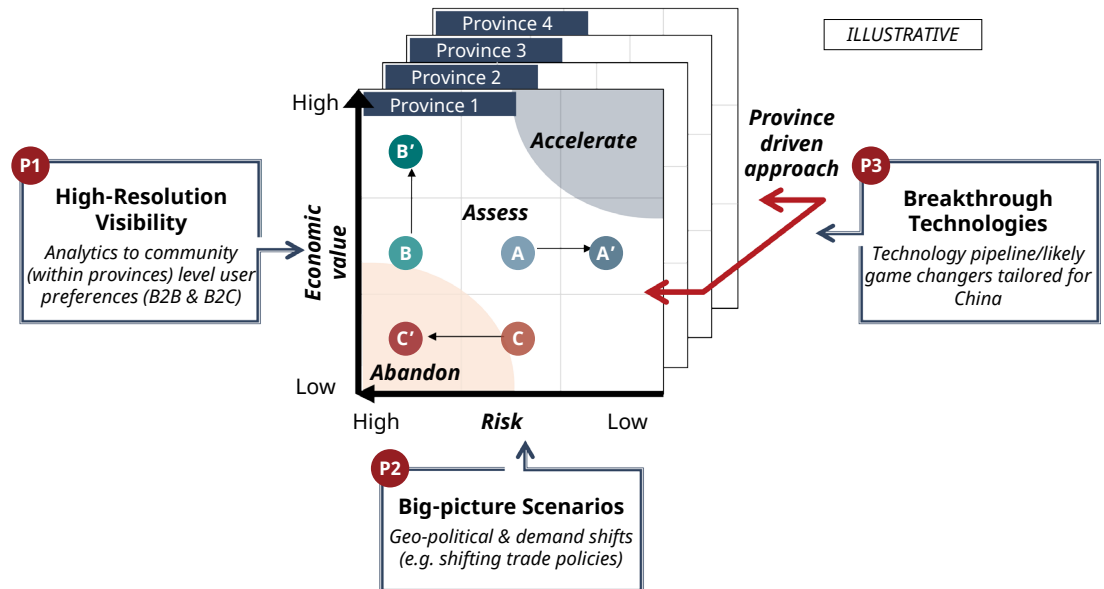 Province 4
Province 3
Province 2
Province 1
ILLUSTRATIVE
High
Low
Economic
value
Accelerate
Assess
Abandon
B’
B
A
A’
C’
C
High
Risk
Low
Province
driven
approach
P1
High-Resolution
Visibility
Analytics to community
(within provinces) level user
preferences (B2B & B2C)
P3
Breakthrough
Technologies
Technology pipeline/likely
game changers tailored for
China
P2
Big-picture Scenarios
Geo-political & demand shifts
(e.g. shifting trade policies)